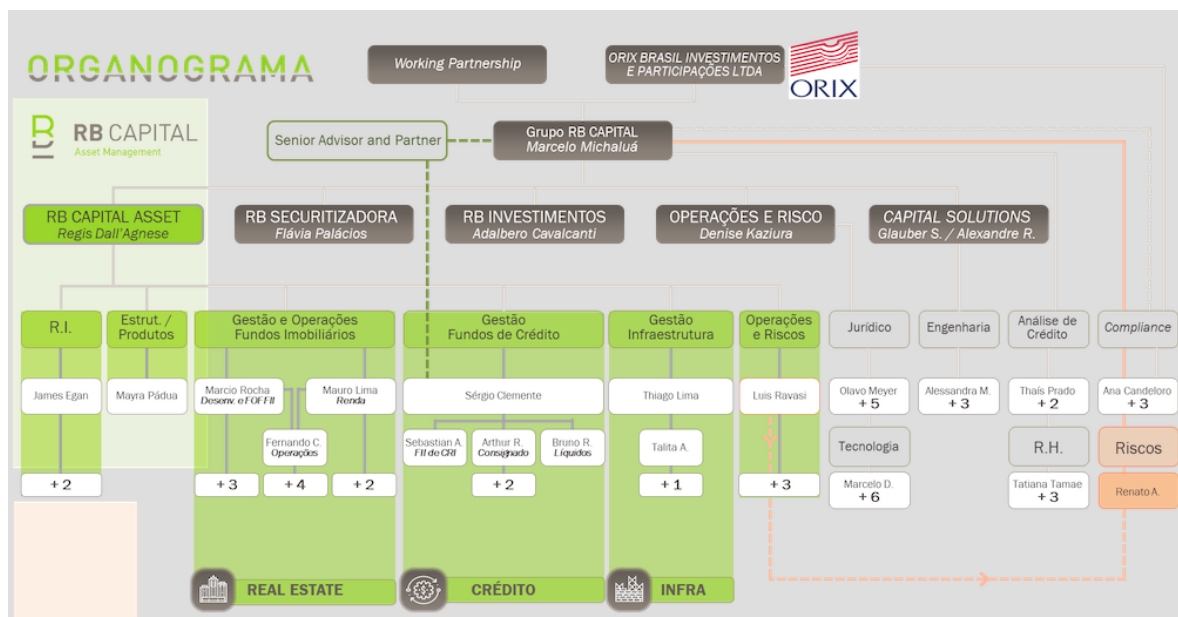 ORGANOGRAMA
Working Partnership
ORIX BRASIL INVESTIMENTOS
E PARTICIPAÇÕES LTDA
ORIX
RB CAPITAL
Asset Management
Senior Advisor and Partner
Grupo RB CAPITAL
Marcelo Michaluá
RB CAPITAL ASSET
Regis Dall'Agnese
RB SECURITIZADORA
Flávia Palácios
RB INVESTIMENTOS
Adalbero Cavalcanti
OPERAÇÕES E RISCO
Denise Kaziura
CAPITAL SOLUTIONS
Glauber S. / Alexandre R.
R.I.
Estrut. /
Produtos
Gestão e Operações
Fundos Imobiliários
Gestão
Fundos de Crédito
Gestão
Infraestrutura
Operações
e Riscos
Jurídico
Engenharia
Análise de
Crédito
Compliance
James Egan
Mayra Pádua
Marcio Rocha
Desenv. e FOF FII
Mauro Lima
Renda
Sérgio Clemente
Thiago Lima
Luis Ravasi
Olavo Meyer
+ 5
Alessandra M.
+ 3
Thaís Prado
+ 2
Ana Candeloro
+ 3
Fernando C.
Operações
Sebastian A.
FII de CRI
Arthur R.
Consignado
Bruno R.
Líquidos
Talita A.
Tecnologia
R.H.
Riscos
+ 2
+ 3
+ 4
+ 2
+ 2
+ 1
+ 3
Marcelo D.
+ 6
Tatiana Tamae
+ 3
Renato A.
REAL ESTATE
CRÉDITO
INFRA